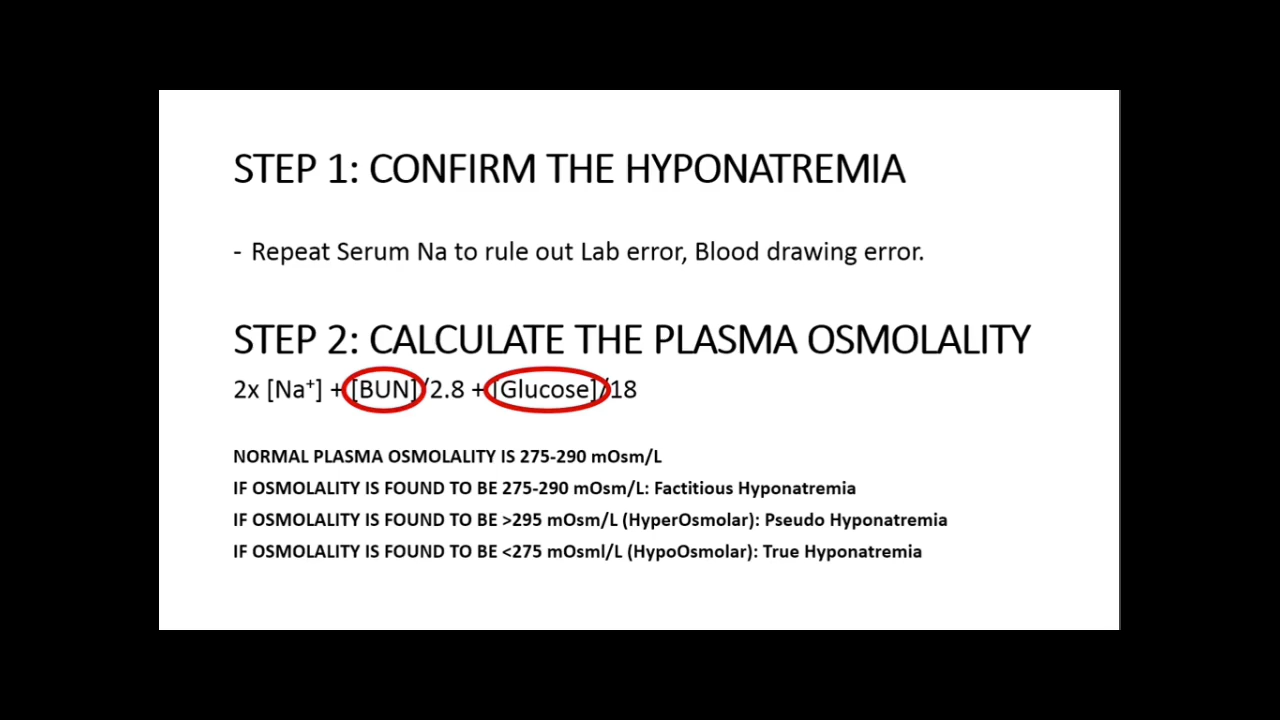 STEP 1: CONFIRM THE HYPONATREMIA
- Repeat Serum Na to rule out Lab error, Blood drawing error.
STEP 2: CALCULATE THE PLASMA OSMOLALITY
2x [Na⁺] + [BUN]/2.8 + [Glucose]/18
NORMAL PLASMA OSMOLALITY IS 275-290 mOsm/L
IF OSMOLALITY IS FOUND TO BE 275-290 mOsm/L: Factitious Hyponatremia
IF OSMOLALITY IS FOUND TO BE >295 mOsm/L (HyperOsmolar): Pseudo Hyponatremia
IF OSMOLALITY IS FOUND TO BE <275 mOsml/L (HypoOsmolar): True Hyponatremia